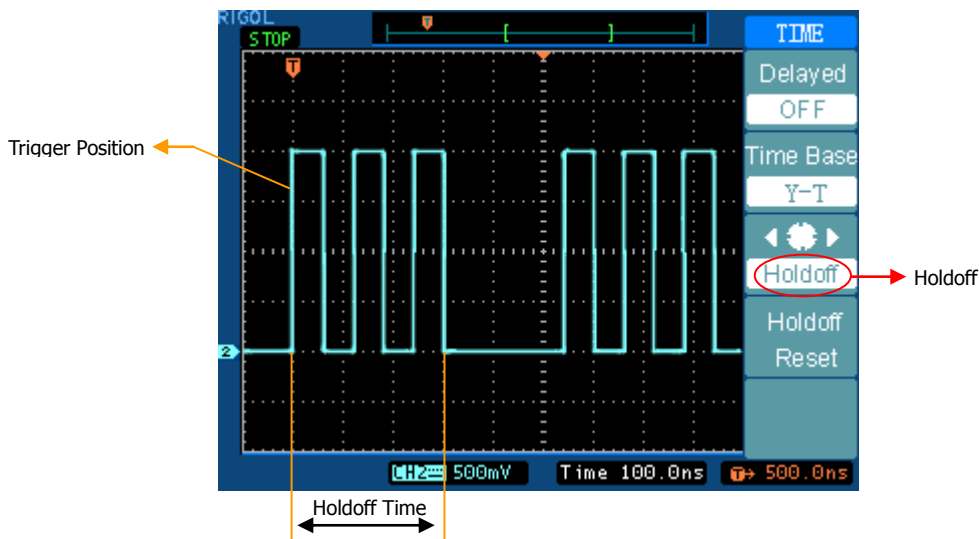 RIGOL
STOP
T
TIME
T
Delayed
OFF
Trigger Position
Time Base
Y-T
Holdoff
Holdoff
Holdoff
Reset
2
CH2 500mV
Time 100.0ns
T→ 500.0ns
Holdoff Time